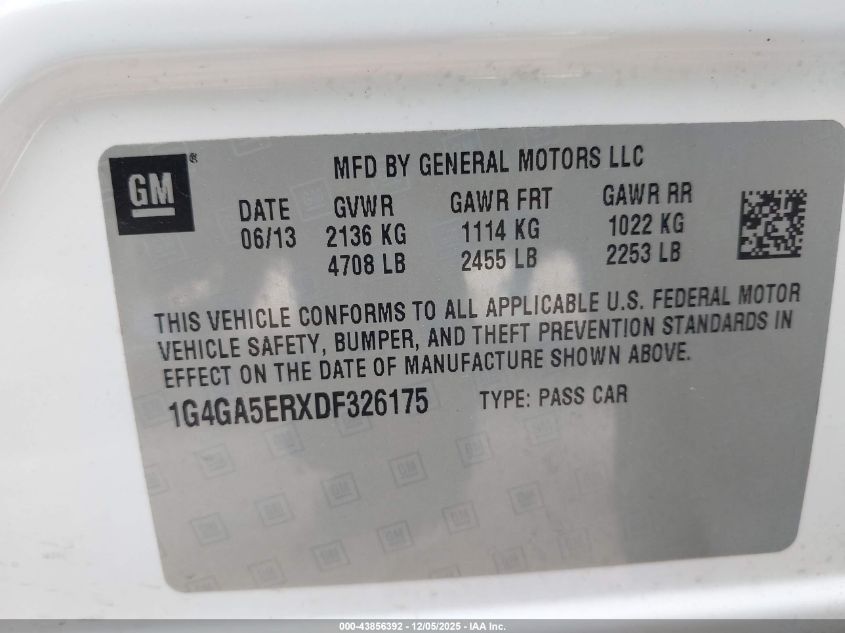 GM®
MFD BY GENERAL MOTORS LLC
DATE GVWR GAWR FRT GAWR RR
06/13 2136 KG 1114 KG 1022 KG
4708 LB 2455 LB 2253 LB
THIS VEHICLE CONFORMS TO ALL APPLICABLE U.S. FEDERAL MOTOR
VEHICLE SAFETY, BUMPER, AND THEFT PREVENTION STANDARDS IN
EFFECT ON THE DATE OF MANUFACTURE SHOWN ABOVE.
1G4GA5ERXDF326175 TYPE: PASS CAR
000-43856392 - 12/05/2025 - IAA Inc.